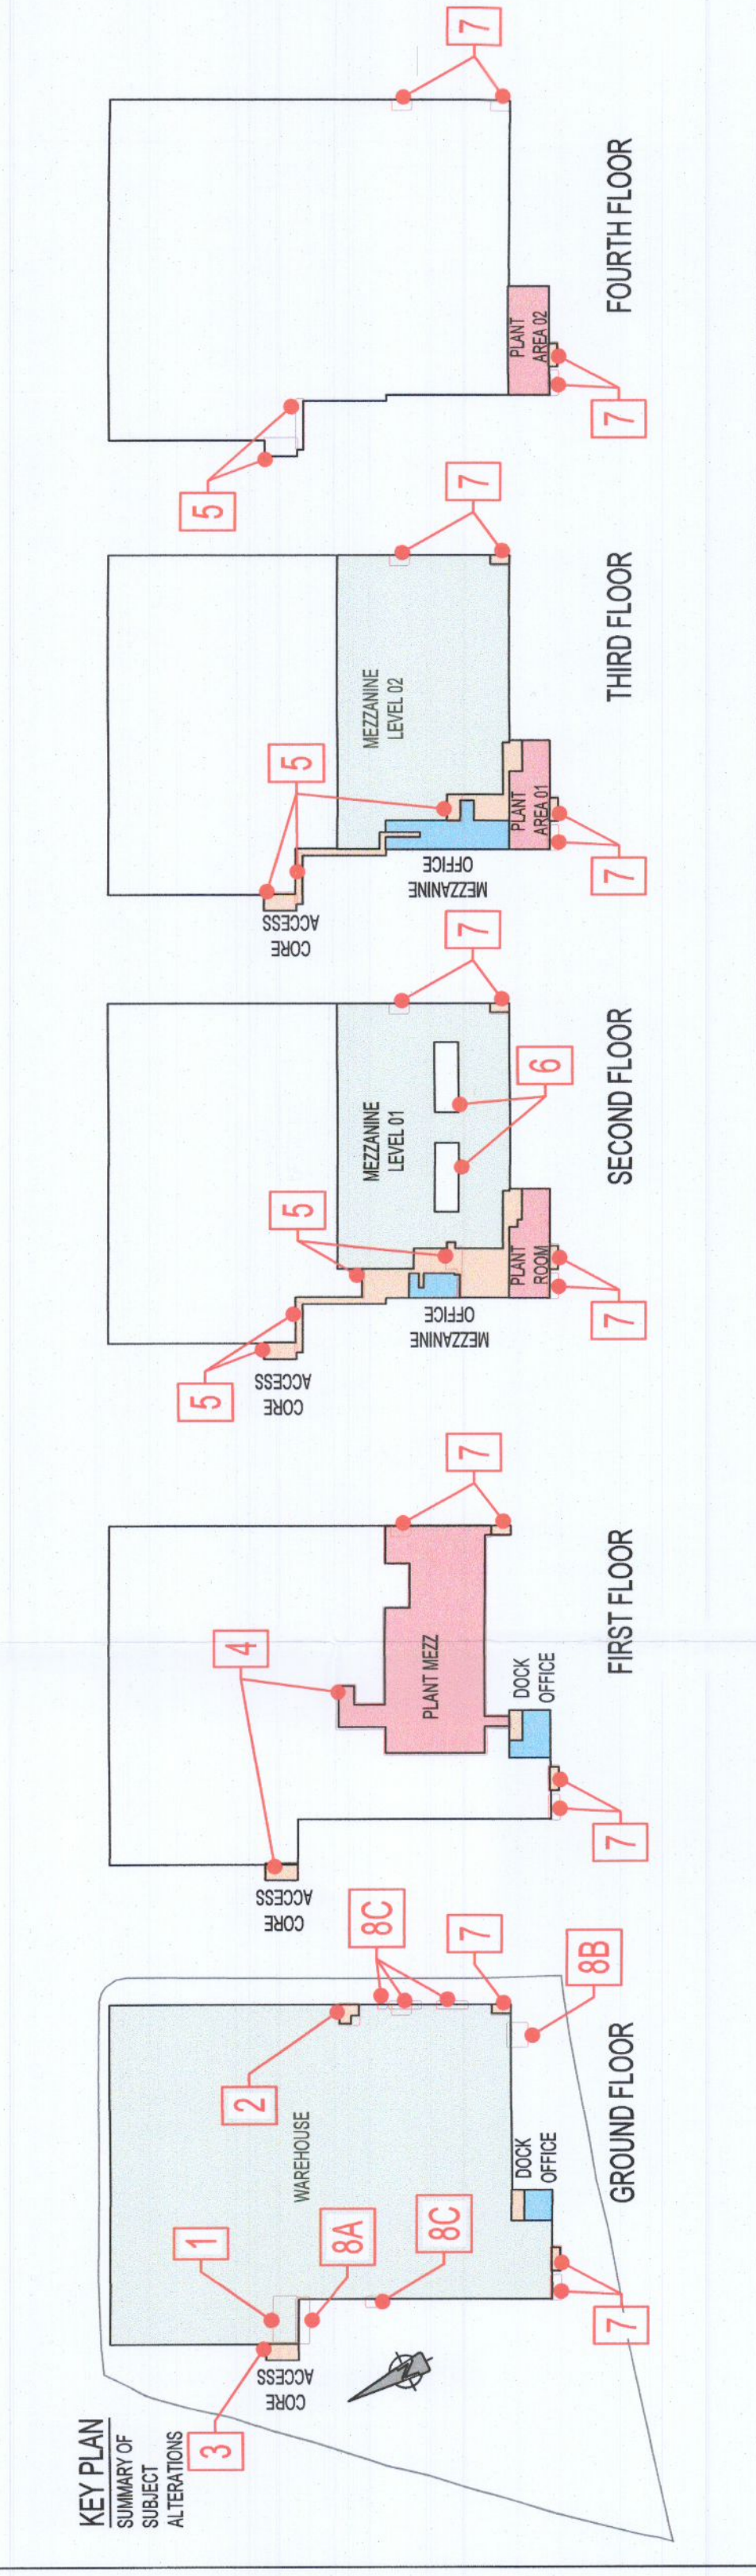 KEY PLAN
SUMMARY OF
SUBJECT
ALTERATIONS
3
1
8A
8C
2
8C
7
8B
7
WAREHOUSE
ACCESS
CORE
DOCK
OFFICE
N
GROUND FLOOR
4
7
7
PLANT MEZZ
ACCESS
CORE
DOCK
OFFICE
FIRST FLOOR
5
5
6
7
7
MEZZANINE
LEVEL 01
ACCESS
CORE
OFFICE
MEZZANINE
PLANT
ROOM
SECOND FLOOR
5
7
7
MEZZANINE
LEVEL 02
ACCESS
CORE
OFFICE
MEZZANINE
PLANT
AREA 01
THIRD FLOOR
5
7
7
PLANT
AREA 02
FOURTH FLOOR